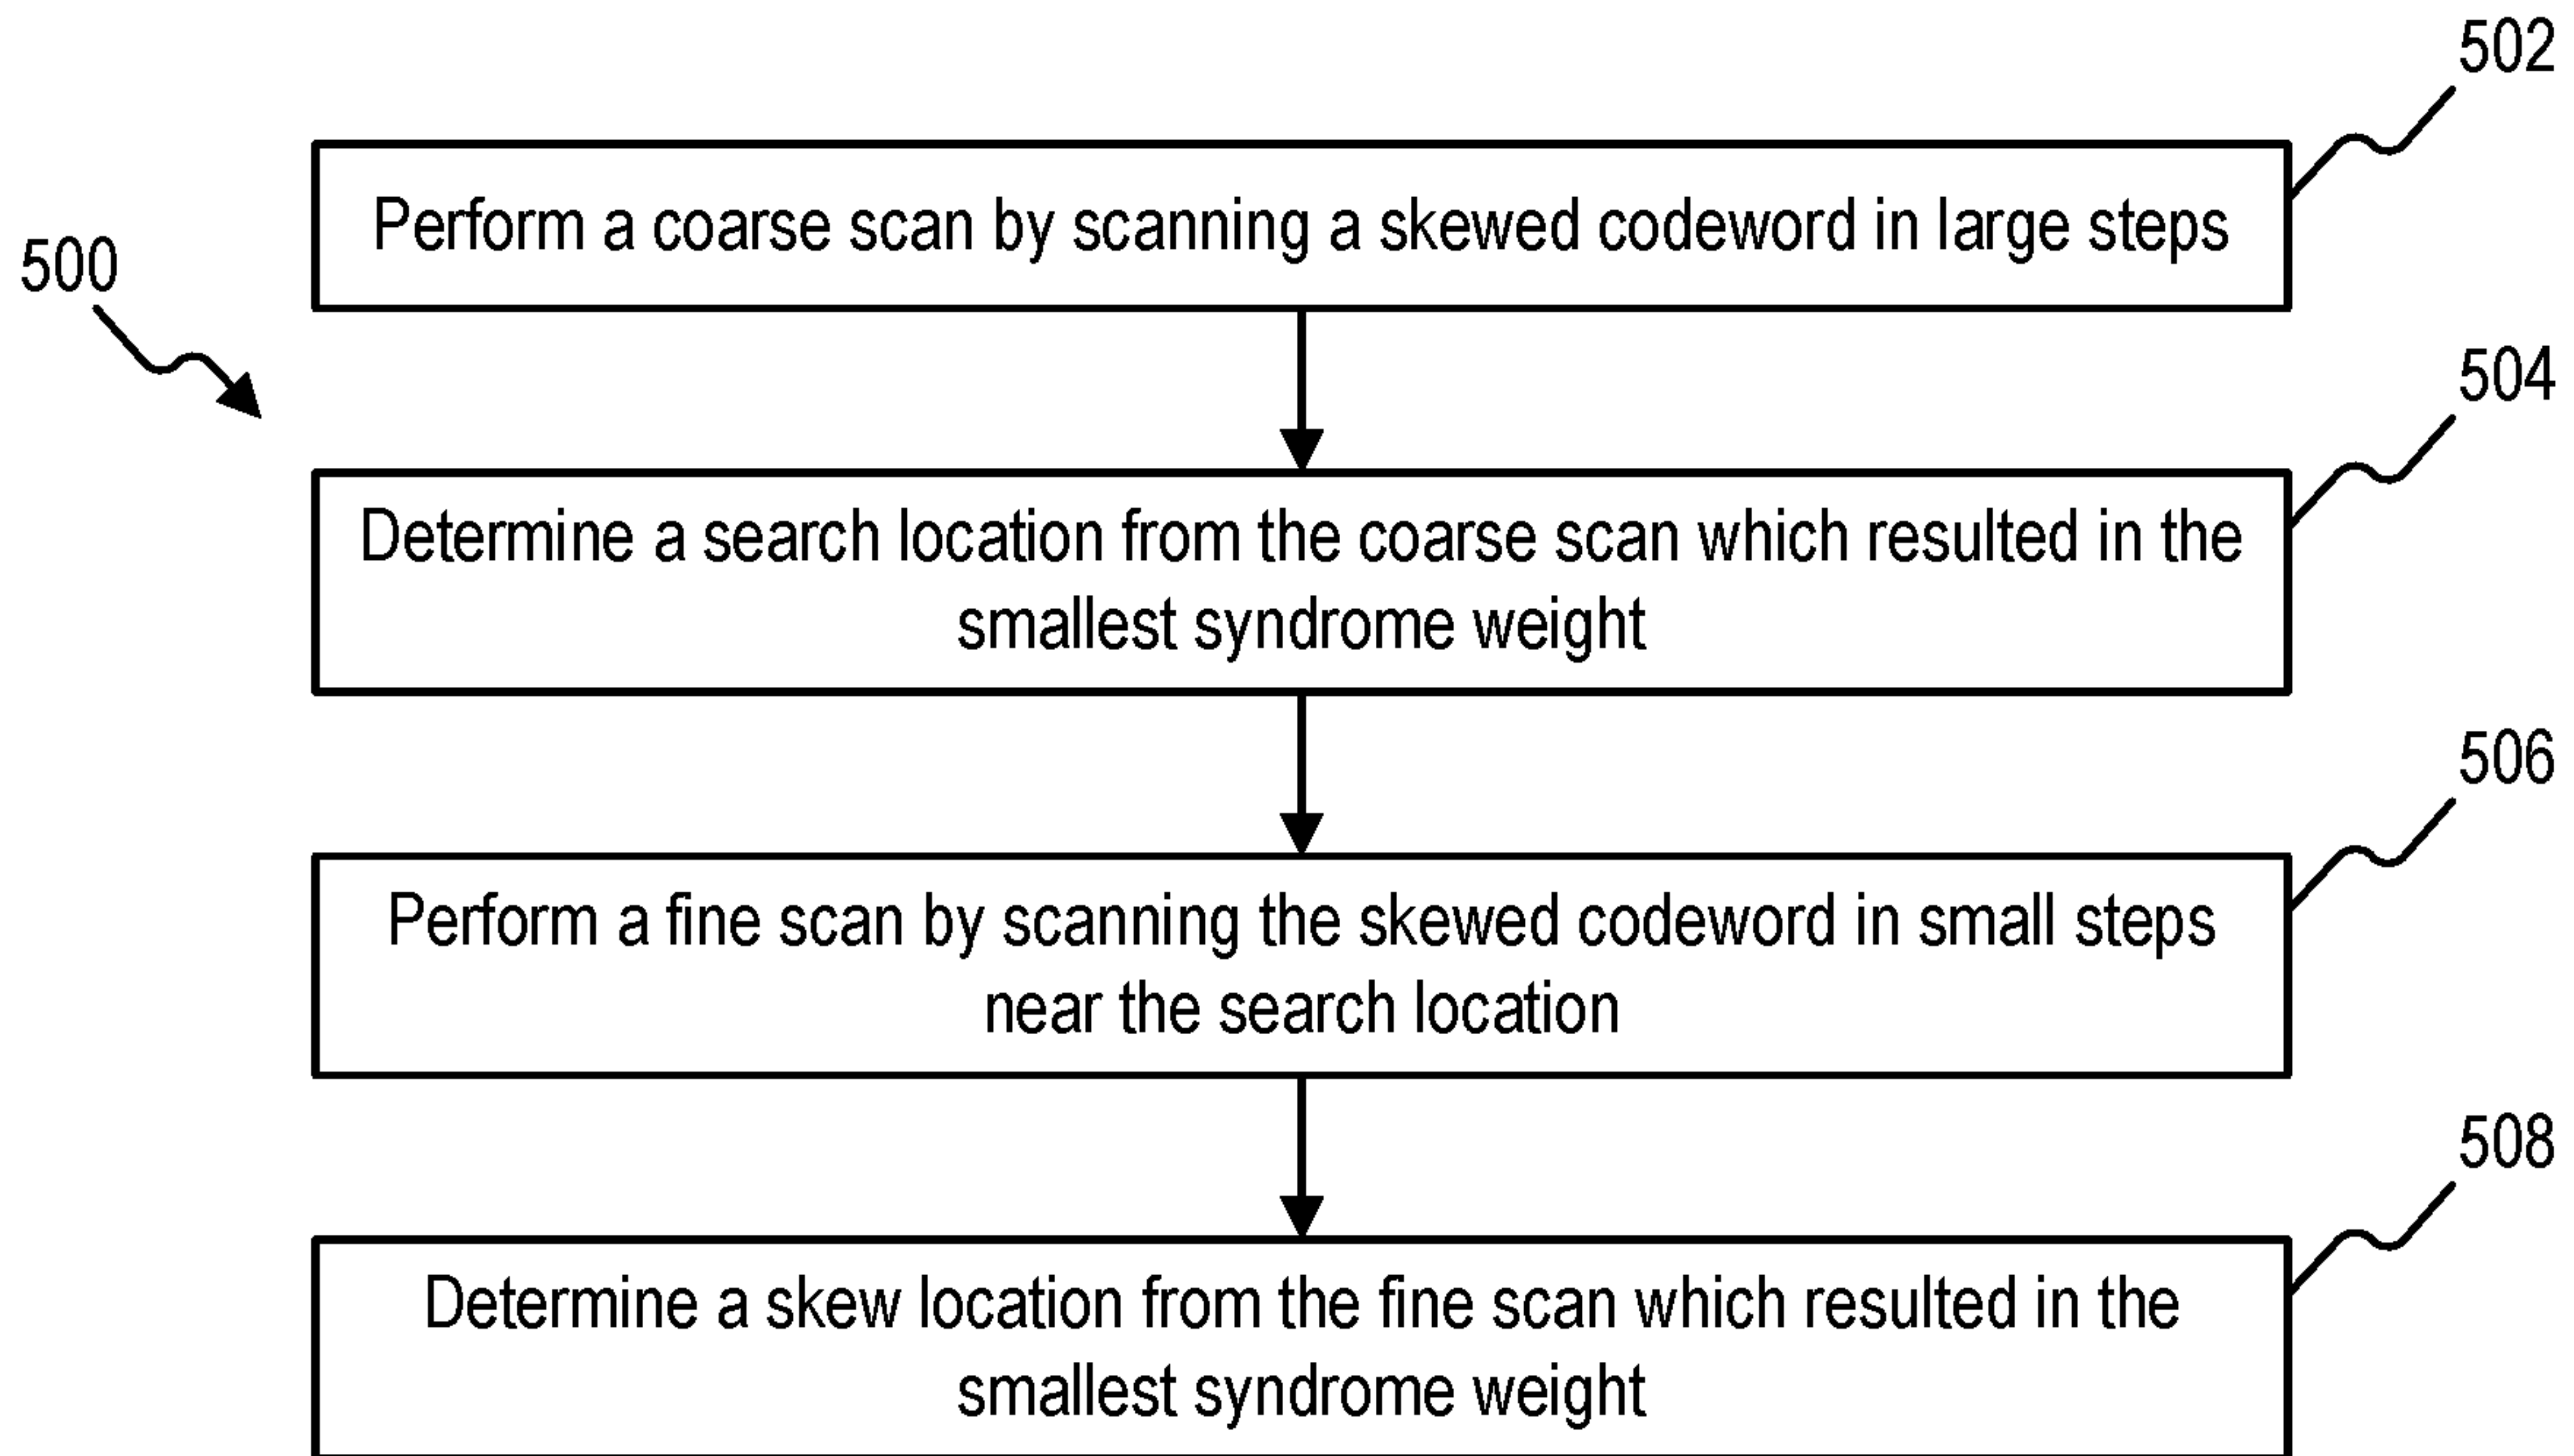 502
Perform a coarse scan by scanning a skewed codeword in large steps
500
504
Determine a search location from the coarse scan which resulted in the
smallest syndrome weight
506
Perform a fine scan by scanning the skewed codeword in small steps
near the search location
508
Determine a skew location from the fine scan which resulted in the
smallest syndrome weight